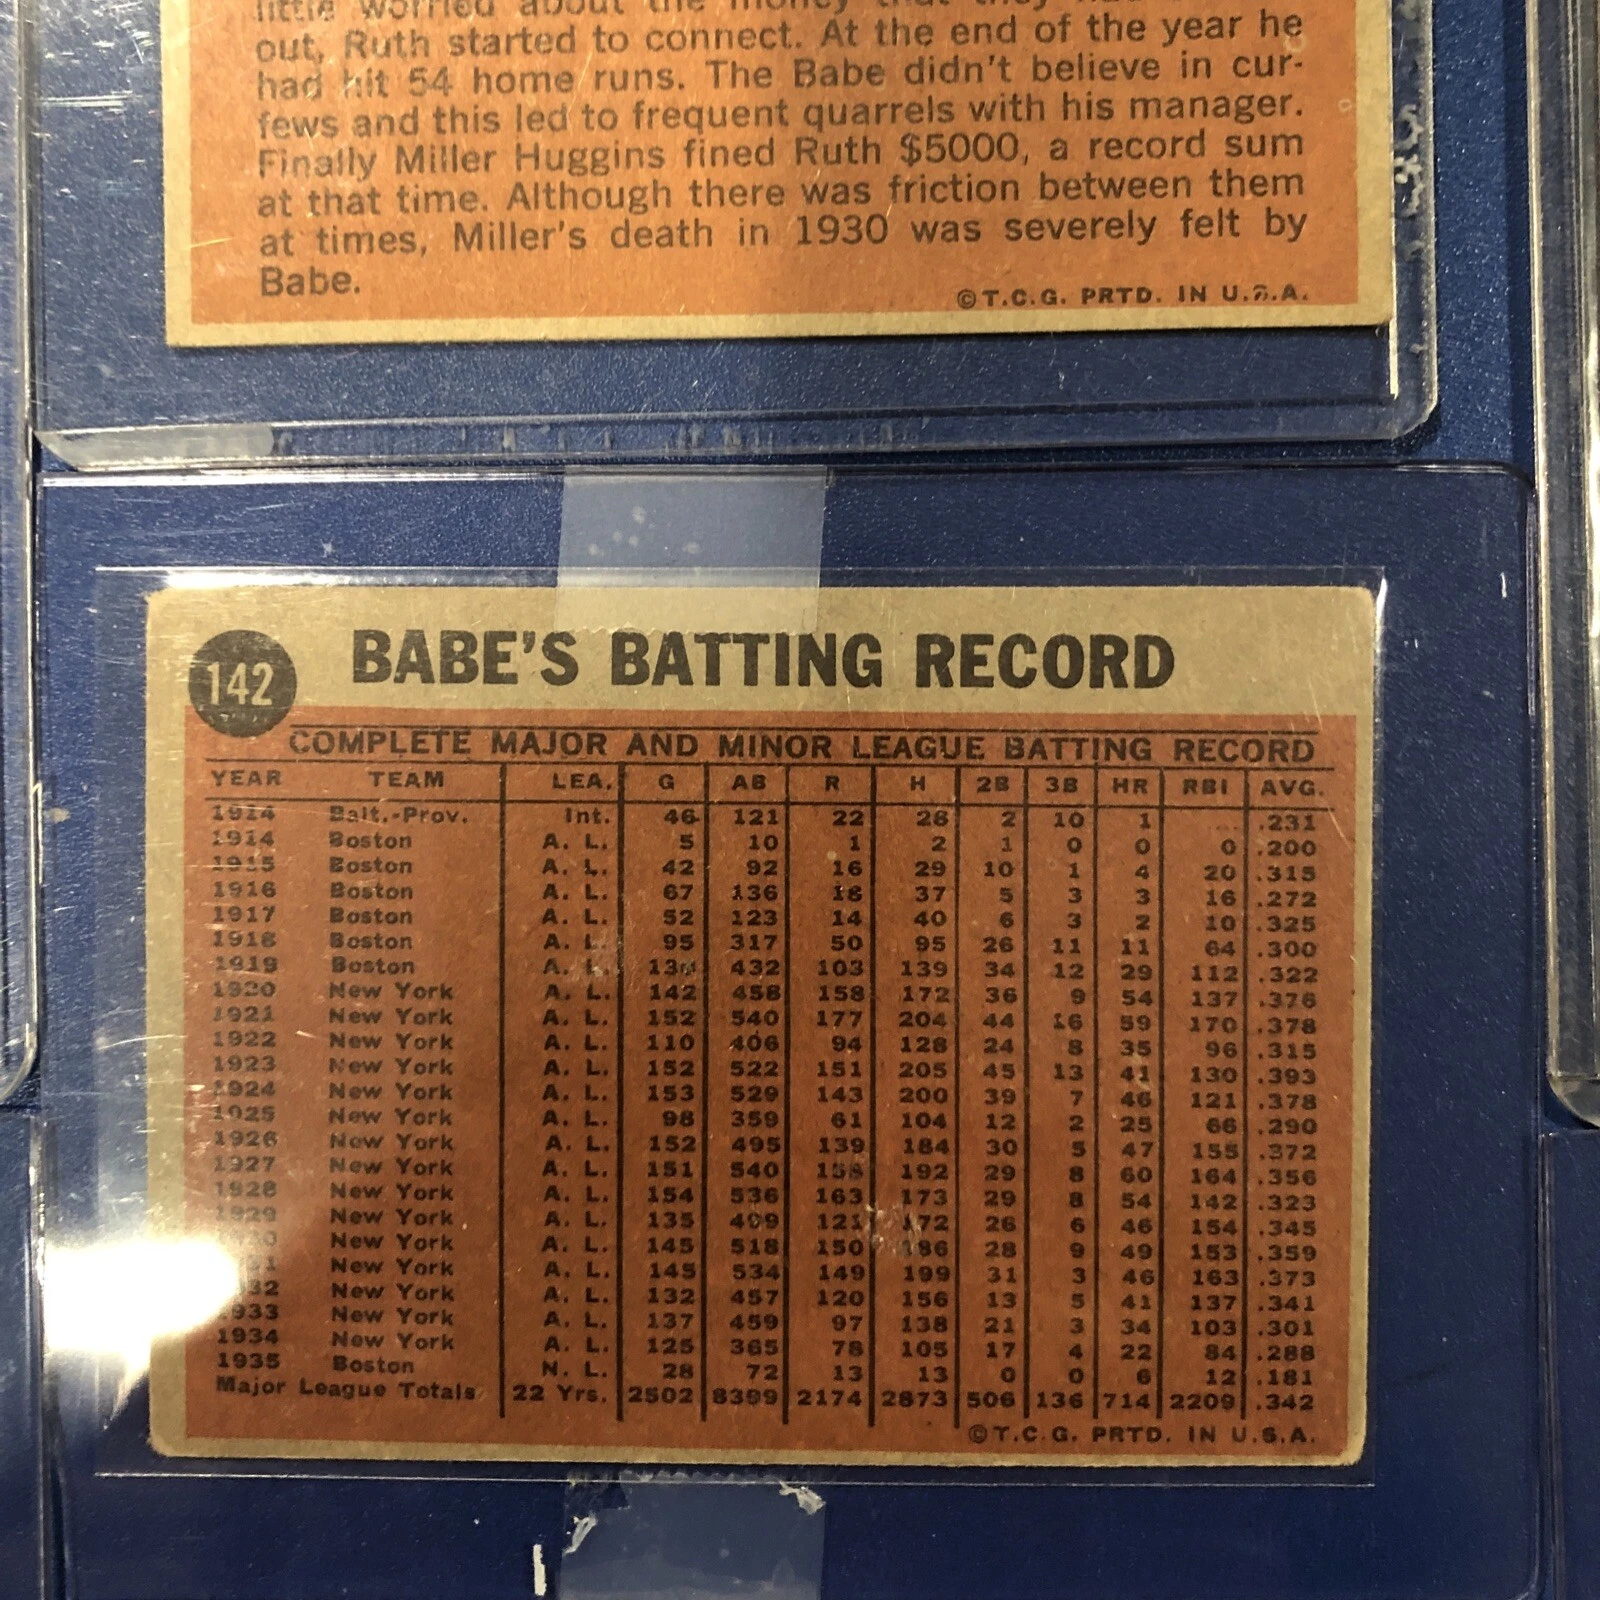 out, Ruth started to connect. At the end of the year he
had hit 54 home runs. The Babe didn't believe in cur-
fews and this led to frequent quarrels with his manager.
Finally Miller Huggins fined Ruth $5000, a record sum
at that time. Although there was friction between them
at times, Miller's death in 1930 was severely felt by
Babe.
©T.C.G. PRTD. IN U.S.A.
142 BABE'S BATTING RECORD
COMPLETE MAJOR AND MINOR LEAGUE BATTING RECORD
YEAR TEAM LEA. G AB R H 2B 3B HR RBI AVG.
1914 Balt.-Prov. Int. 46 121 22 28 2 10 1 ... .231
1914 Boston A. L. 5 10 1 2 1 0 0 0 .200
1915 Boston A. L. 42 92 16 29 10 1 4 20 .315
1916 Boston A. L. 67 136 18 37 5 3 3 16 .272
1917 Boston A. L. 52 123 14 40 6 3 2 10 .325
1918 Boston A. L. 95 317 50 95 26 11 11 64 .300
1919 Boston A. L. 130 432 103 139 34 12 29 112 .322
1920 New York A. L. 142 458 158 172 36 9 54 137 .376
1921 New York A. L. 152 540 177 204 44 16 59 170 .378
1922 New York A. L. 110 406 94 128 24 8 35 96 .315
1923 New York A. L. 152 522 151 205 45 13 41 130 .393
1924 New York A. L. 153 529 143 200 39 7 46 121 .378
1925 New York A. L. 98 359 61 104 12 2 25 66 .290
1926 New York A. L. 152 495 139 184 30 5 47 155 .372
1927 New York A. L. 151 540 158 192 29 8 60 164 .356
1928 New York A. L. 154 536 163 173 29 8 54 142 .323
1929 New York A. L. 135 499 121 172 26 6 46 154 .345
New York A. L. 145 518 150 186 28 9 49 153 .359
New York A. L. 145 534 149 199 31 3 46 163 .373
New York A. L. 132 457 120 156 13 5 41 137 .341
1933 New York A. L. 137 459 97 138 21 3 34 103 .301
1934 New York A. L. 125 365 78 105 17 4 22 84 .288
1935 Boston N. L. 28 72 13 13 0 0 6 12 .181
Major League Totals 22 Yrs. 2502 8399 2174 2873 506 136 714 2209 .342
©T.C.G. PRTD. IN U.S.A.